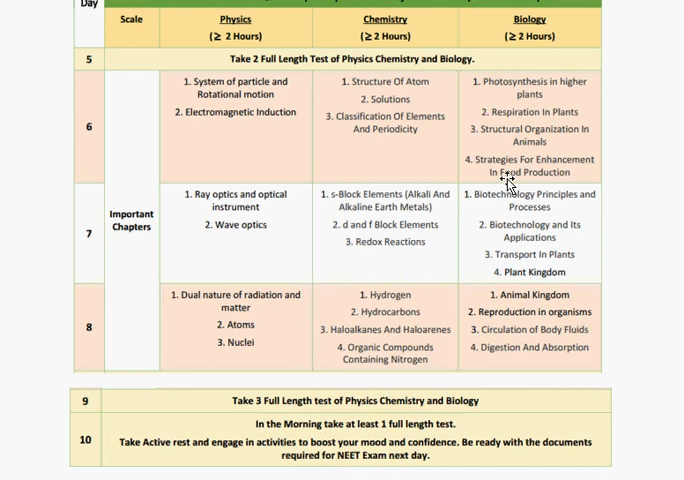 Day
Scale
Physics
(≥ 2 Hours)
Chemistry
(≥ 2 Hours)
Biology
(≥ 2 Hours)
5
Take 2 Full Length Test of Physics Chemistry and Biology.
6
Important
Chapters
1. System of particle and
Rotational motion
2. Electromagnetic Induction
1. Structure Of Atom
2. Solutions
3. Classification Of Elements
And Periodicity
1. Photosynthesis in higher
plants
2. Respiration In Plants
3. Structural Organization In
Animals
4. Strategies For Enhancement
In Food Production
7
1. Ray optics and optical
instrument
2. Wave optics
1. s-Block Elements (Alkali And
Alkaline Earth Metals)
2. d and f Block Elements
3. Redox Reactions
1. Biotechnology Principles and
Processes
2. Biotechnology and Its
Applications
3. Transport In Plants
4. Plant Kingdom
8
1. Dual nature of radiation and
matter
2. Atoms
3. Nuclei
1. Hydrogen
2. Hydrocarbons
3. Haloalkanes And Haloarenes
4. Organic Compounds
Containing Nitrogen
1. Animal Kingdom
2. Reproduction in organisms
3. Circulation of Body Fluids
4. Digestion And Absorption
9
Take 3 Full Length test of Physics Chemistry and Biology
10
In the Morning take at least 1 full length test.
Take Active rest and engage in activities to boost your mood and confidence. Be ready with the documents
required for NEET Exam next day.